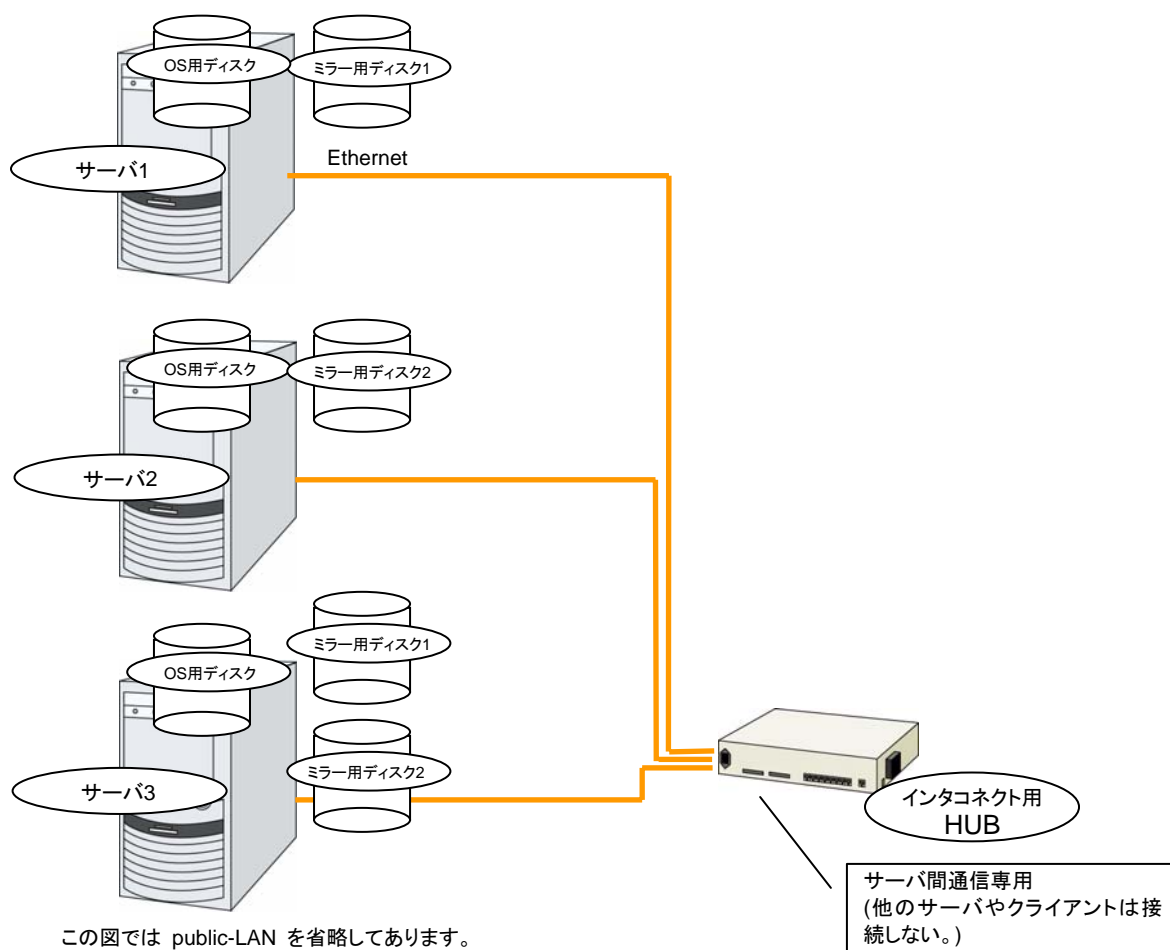 OS用ディスク
ミラー用ディスク1
サーバ1
Ethernet
OS用ディスク
ミラー用ディスク2
サーバ2
ミラー用ディスク1
OS用ディスク
ミラー用ディスク2
サーバ3
インタコネクト用
HUB
サーバ間通信専用
(他のサーバやクライアントは接
続しない。)
この図では public-LAN を省略してあります。